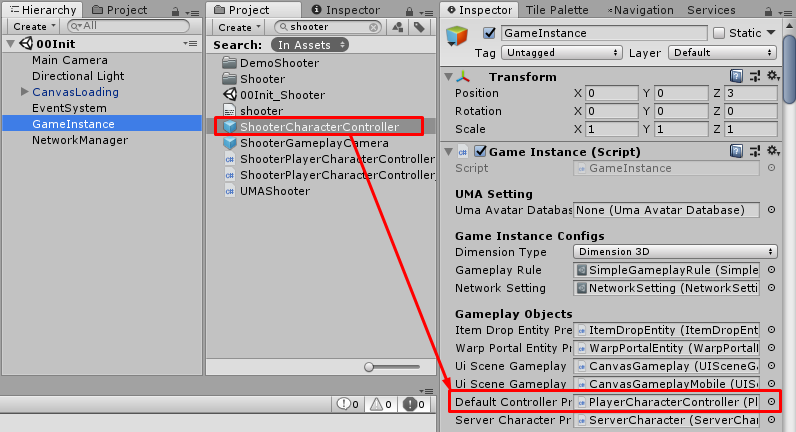 Hierarchy
Project
Create
All
00Init
Main Camera
Directional Light
CanvasLoading
EventSystem
GameInstance
NetworkManager
Project
Inspector
Create
shooter
Search:
In Assets
DemoShooter
Shooter
00Init_Shooter
shooter
ShooterCharacterController
ShooterGameplayCamera
ShooterPlayerCharacterController
ShooterPlayerCharacterController_
UMAShooter
0
0
0
Inspector
Tile Palette
Navigation
Services
GameInstance
Static
Tag
Untagged
Layer
Default
Transform
Position X 0 Y 0 Z 3
Rotation X 0 Y 0 Z 0
Scale X 1 Y 1 Z 1
Game Instance (Script)
Script GameInstance
UMA Setting
Uma Avatar Databas None (Uma Avatar Database)
Game Instance Configs
Dimension Type Dimension 3D
Gameplay Rule SimpleGameplayRule (Simple
Network Setting NetworkSetting (NetworkSetti
Gameplay Objects
Item Drop Entity Pre ItemDropEntity (ItemDropEnt
Warp Portal Entity Pr WarpPortalEntity (WarpPortal
Ui Scene Gameplay CanvasGameplay (UISceneGa
Ui Scene Gameplay CanvasGameplayMobile (UISc
Default Controller Pr PlayerCharacterController (Pl
Server Character Pr ServerCharacter (ServerChar